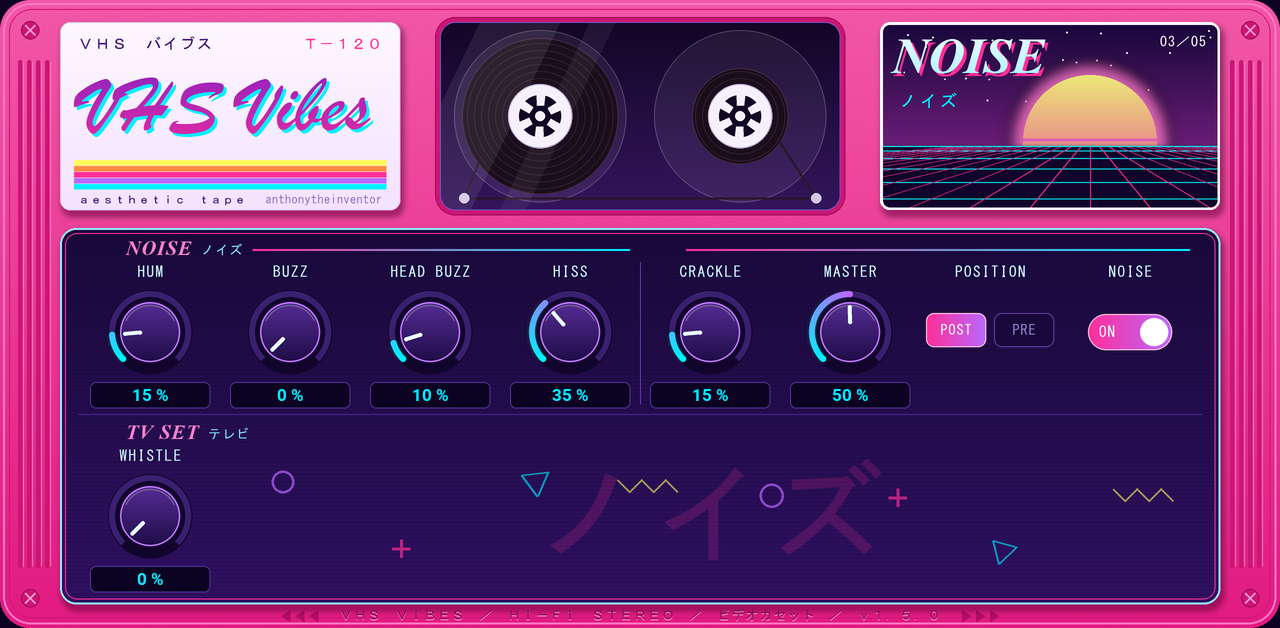 VHS バイブス
T－120
VHS Vibes
aesthetic tape
anthonytheinventor
NOISE
03／05
ノイズ
NOISE ノイズ
HUM
BUZZ
HEAD BUZZ
HISS
CRACKLE
MASTER
POSITION
NOISE
POST
PRE
ON
15 %
0 %
10 %
35 %
15 %
50 %
TV SET テレビ
WHISTLE
ノイズ
0 %
VHS VIBES ／ HI－FI STEREO ／ ビデオカセット ／ v1.5.0